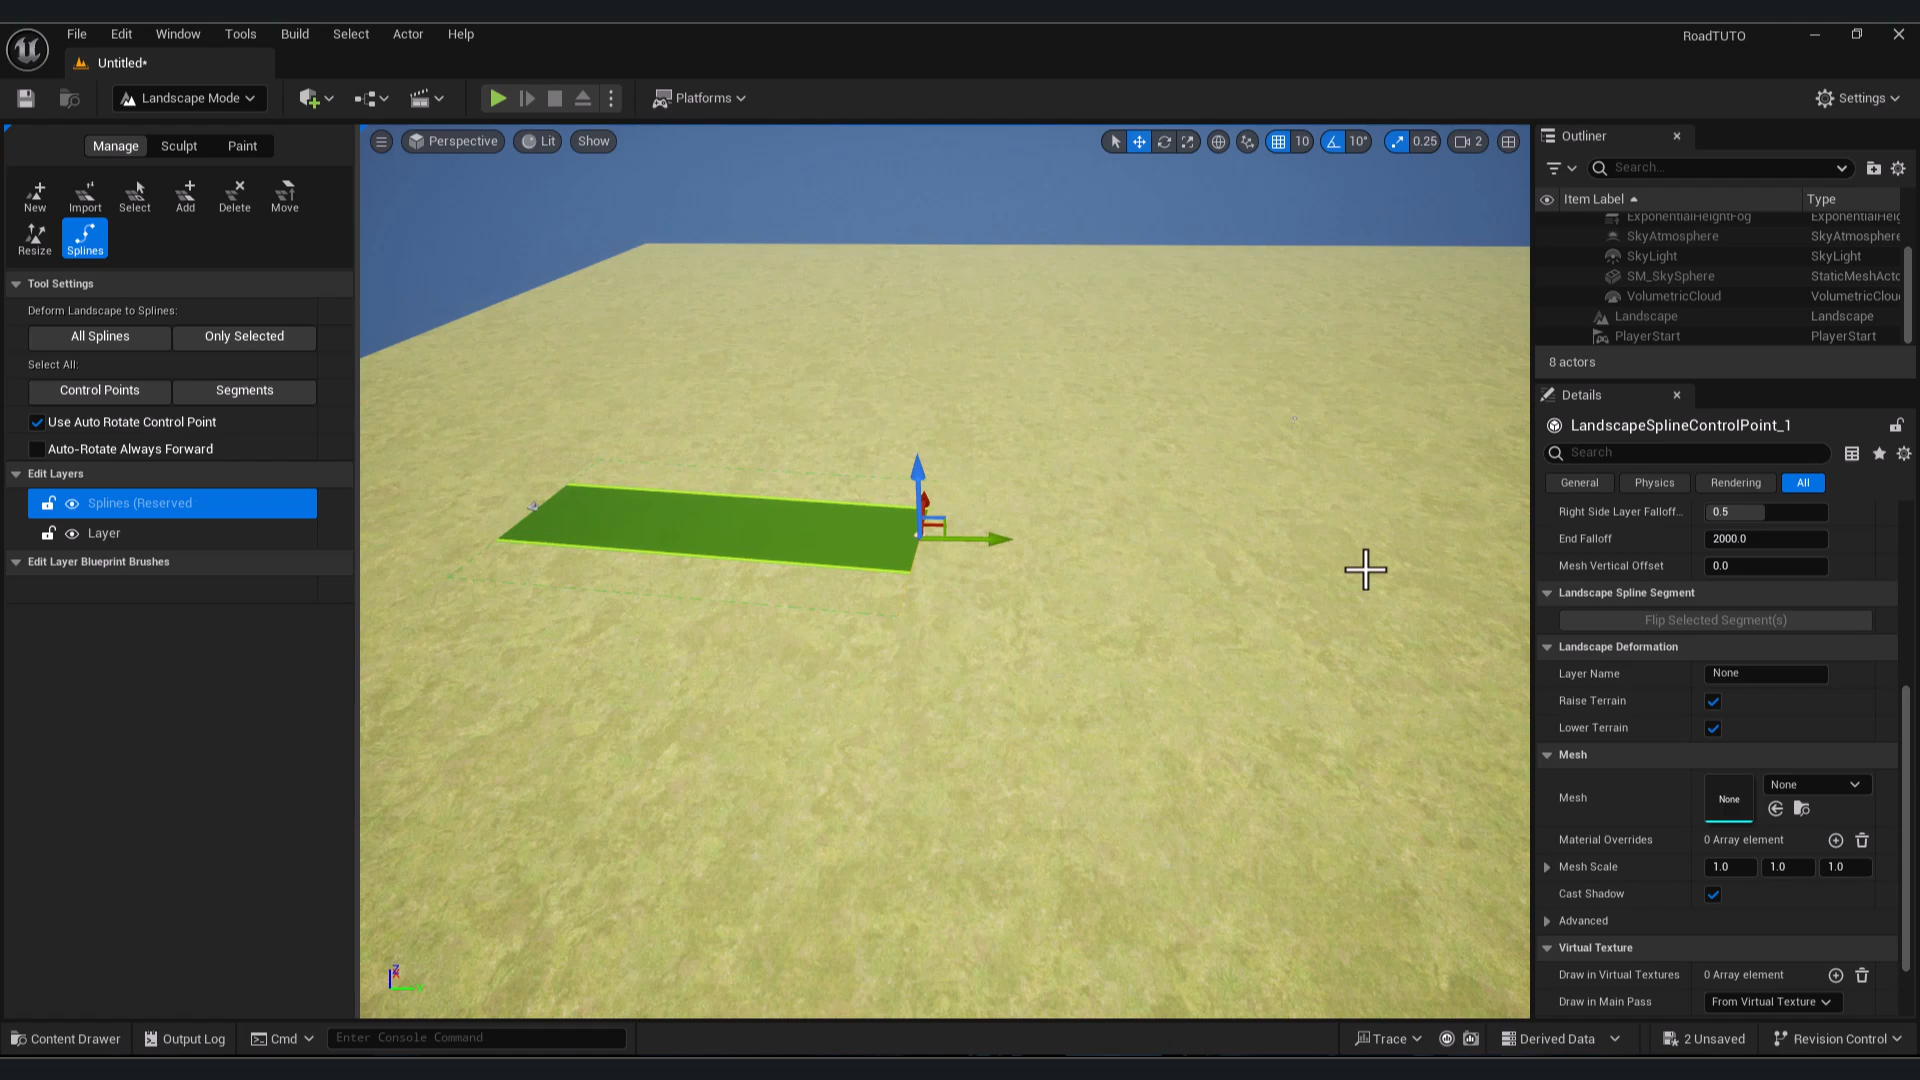 File Edit Window Tools Build Select Actor Help
RoadTUTO
Untitled*
Landscape Mode
Platforms
Settings
Manage Sculpt Paint
New Import Select Add Delete Move
Resize Splines
Tool Settings
Deform Landscape to Splines:
All Splines Only Selected
Select All:
Control Points Segments
Use Auto Rotate Control Point
Auto-Rotate Always Forward
Edit Layers
Splines (Reserved
Layer
Edit Layer Blueprint Brushes
Perspective Lit Show
10 10° 0.25 2
Z
Outliner
Search...
Item Label Type
ExponentialHeightFog ExponentialHeig
SkyAtmosphere SkyAtmosphere
SkyLight SkyLight
SM_SkySphere StaticMeshActo
VolumetricCloud VolumetricClou
Landscape Landscape
PlayerStart PlayerStart
8 actors
Details
LandscapeSplineControlPoint_1
Search
General Physics Rendering All
Right Side Layer Falloff... 0.5
End Falloff 2000.0
Mesh Vertical Offset 0.0
Landscape Spline Segment
Flip Selected Segment(s)
Landscape Deformation
Layer Name None
Raise Terrain
Lower Terrain
Mesh
Mesh None None
Material Overrides 0 Array element
Mesh Scale 1.0 1.0 1.0
Cast Shadow
Advanced
Virtual Texture
Draw in Virtual Textures 0 Array element
Draw in Main Pass From Virtual Texture
Content Drawer Output Log Cmd Enter Console Command
Trace Derived Data 2 Unsaved Revision Control